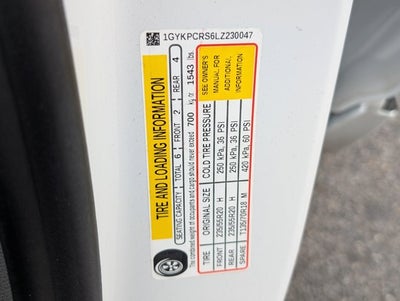 1GYKPCRS6LZ230047
TIRE AND LOADING INFORMATION
SEATING CAPACITY TOTAL 6 FRONT 2 REAR 4
The combined weight of occupants and cargo should never exceed 700 kg or 1543 lbs.
TIRE ORIGINAL SIZE COLD TIRE PRESSURE
FRONT 235/55R20 H 250 kPa, 36 PSI
REAR 235/55R20 H 250 kPa, 36 PSI
SPARE T135/70R18 M 420 kPa, 60 PSI
SEE OWNER'S
MANUAL FOR
ADDITIONAL
INFORMATION